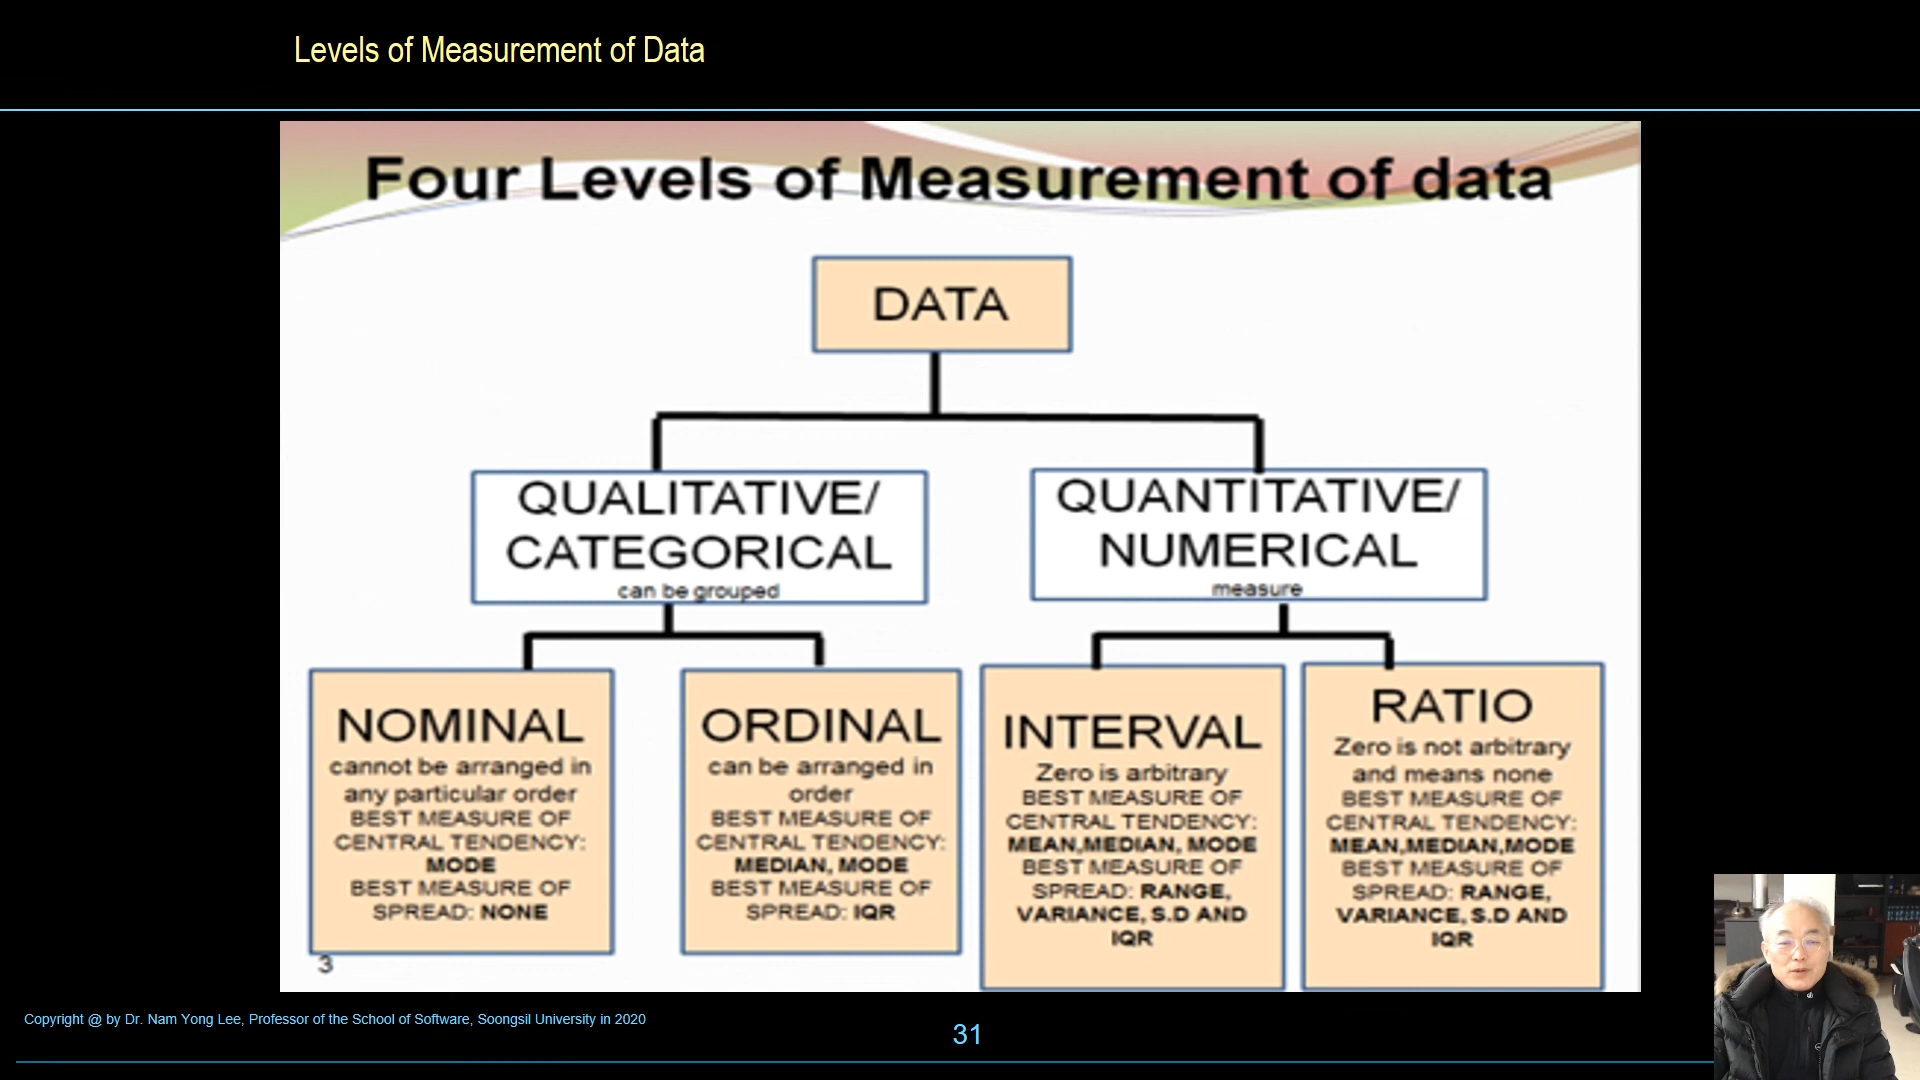 Levels of Measurement of Data
Four Levels of Measurement of data
DATA
QUALITATIVE/
CATEGORICAL
can be grouped
QUANTITATIVE/
NUMERICAL
measure
NOMINAL
cannot be arranged in
any particular order
BEST MEASURE OF
CENTRAL TENDENCY:
MODE
BEST MEASURE OF
SPREAD: NONE
ORDINAL
can be arranged in
order
BEST MEASURE OF
CENTRAL TENDENCY:
MEDIAN, MODE
BEST MEASURE OF
SPREAD: IQR
INTERVAL
Zero is arbitrary
BEST MEASURE OF
CENTRAL TENDENCY:
MEAN,MEDIAN, MODE
BEST MEASURE OF
SPREAD: RANGE,
VARIANCE, S.D AND
IQR
RATIO
Zero is not arbitrary
and means none
BEST MEASURE OF
CENTRAL TENDENCY:
MEAN,MEDIAN,MODE
BEST MEASURE OF
SPREAD: RANGE,
VARIANCE, S.D AND
IQR
3
Copyright @ by Dr. Nam Yong Lee, Professor of the School of Software, Soongsil University in 2020
31